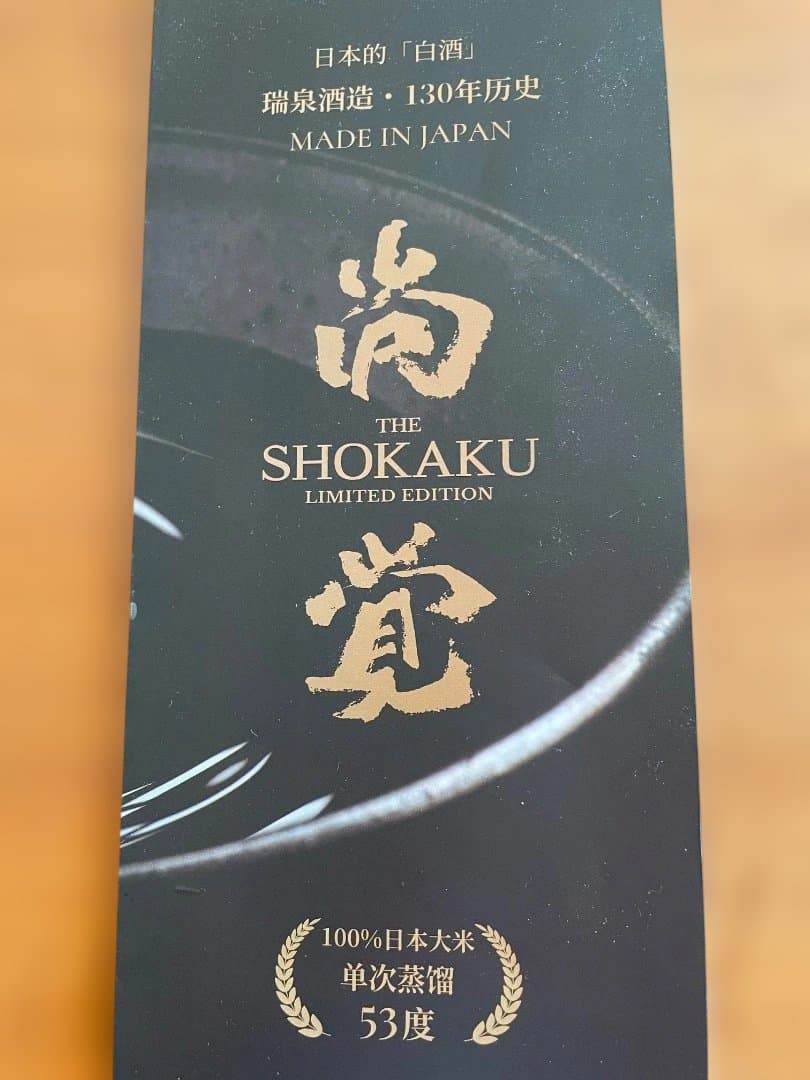 日本的「白酒」
瑞泉酒造・130年历史
MADE IN JAPAN
尚
THE
SHOKAKU
LIMITED EDITION
覚
100%日本大米
单次蒸馏
53度